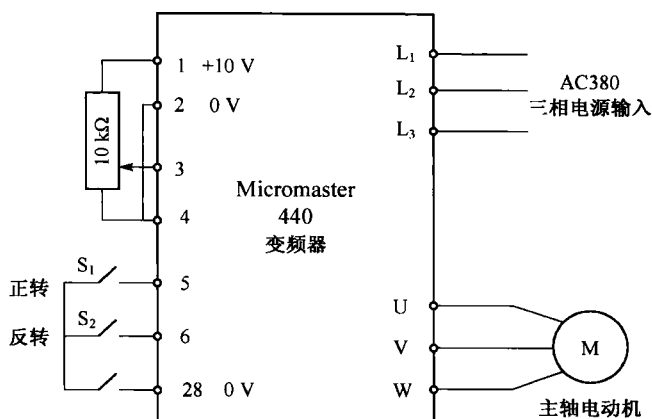 1 +10 V
2 0 V
10 kΩ
3
4
S₁
正转
5
S₂
反转
6
28 0 V
Micromaster
440
变频器
L₁
L₂
L₃
AC380
三相电源输入
U
V
W
M
主轴电动机